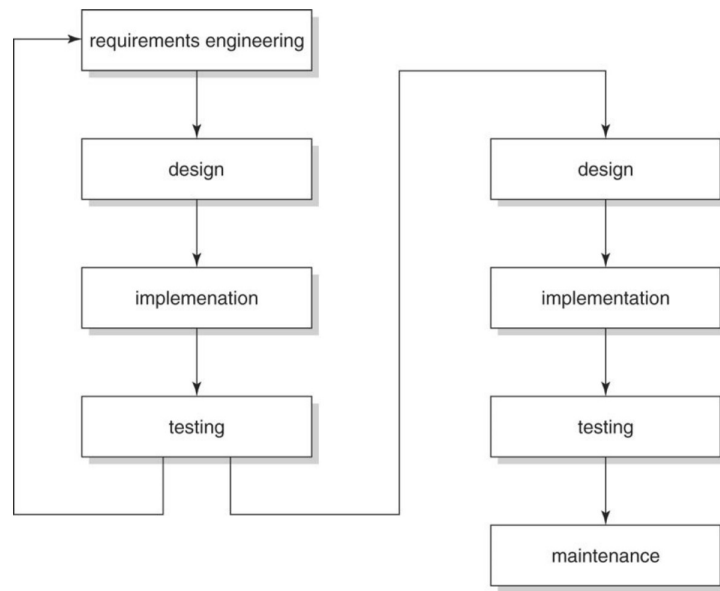 requirements engineering
design
implemenation
testing
design
implementation
testing
maintenance